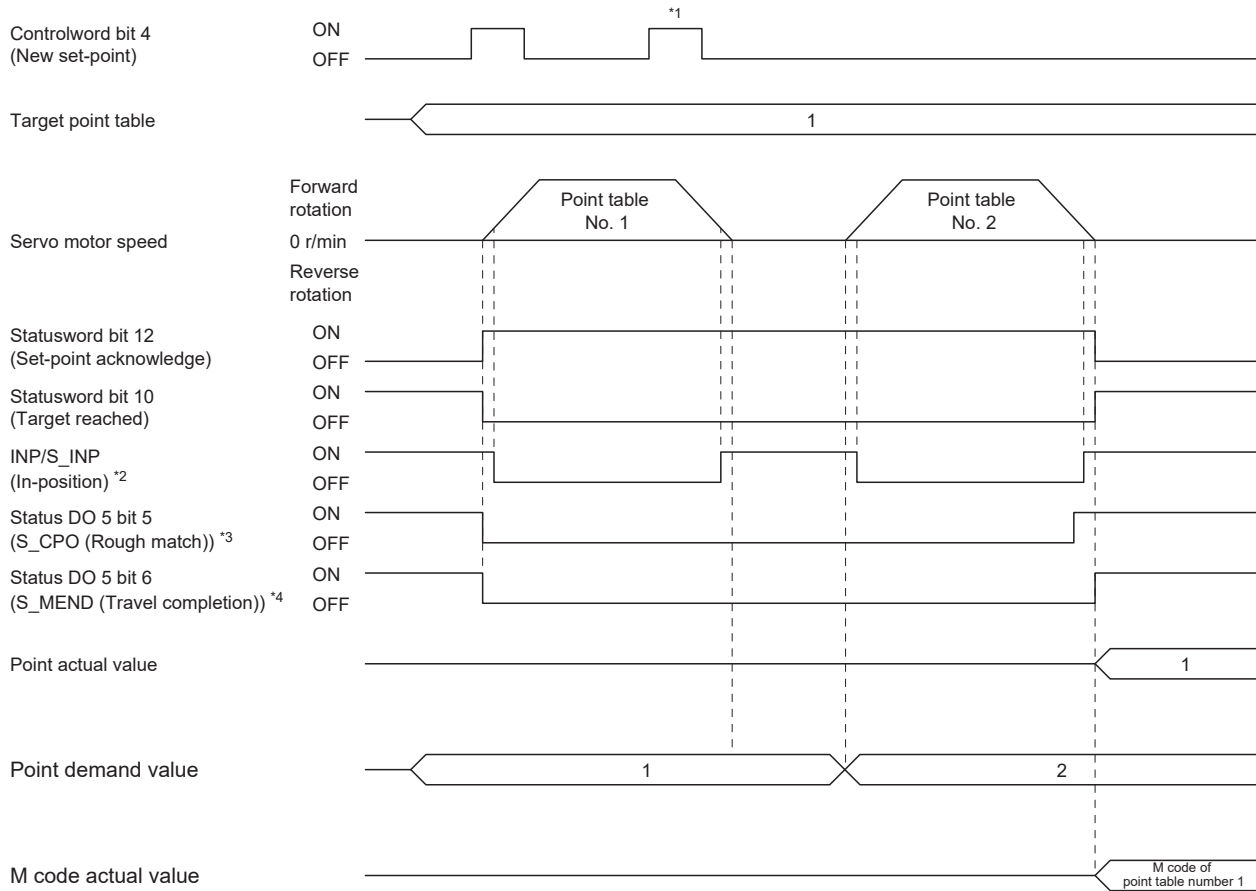 *1
Controlword bit 4
(New set-point)
ON
OFF
Target point table
1
Servo motor speed
Forward
rotation
0 r/min
Reverse
rotation
Point table
No. 1
Point table
No. 2
Statusword bit 12
(Set-point acknowledge)
ON
OFF
Statusword bit 10
(Target reached)
ON
OFF
INP/S_INP
(In-position) *2
ON
OFF
Status DO 5 bit 5
(S_CPO (Rough match)) *3
ON
OFF
Status DO 5 bit 6
(S_MEND (Travel completion)) *4
ON
OFF
Point actual value
1
Point demand value
1
2
M code actual value
M code of
point table number 1